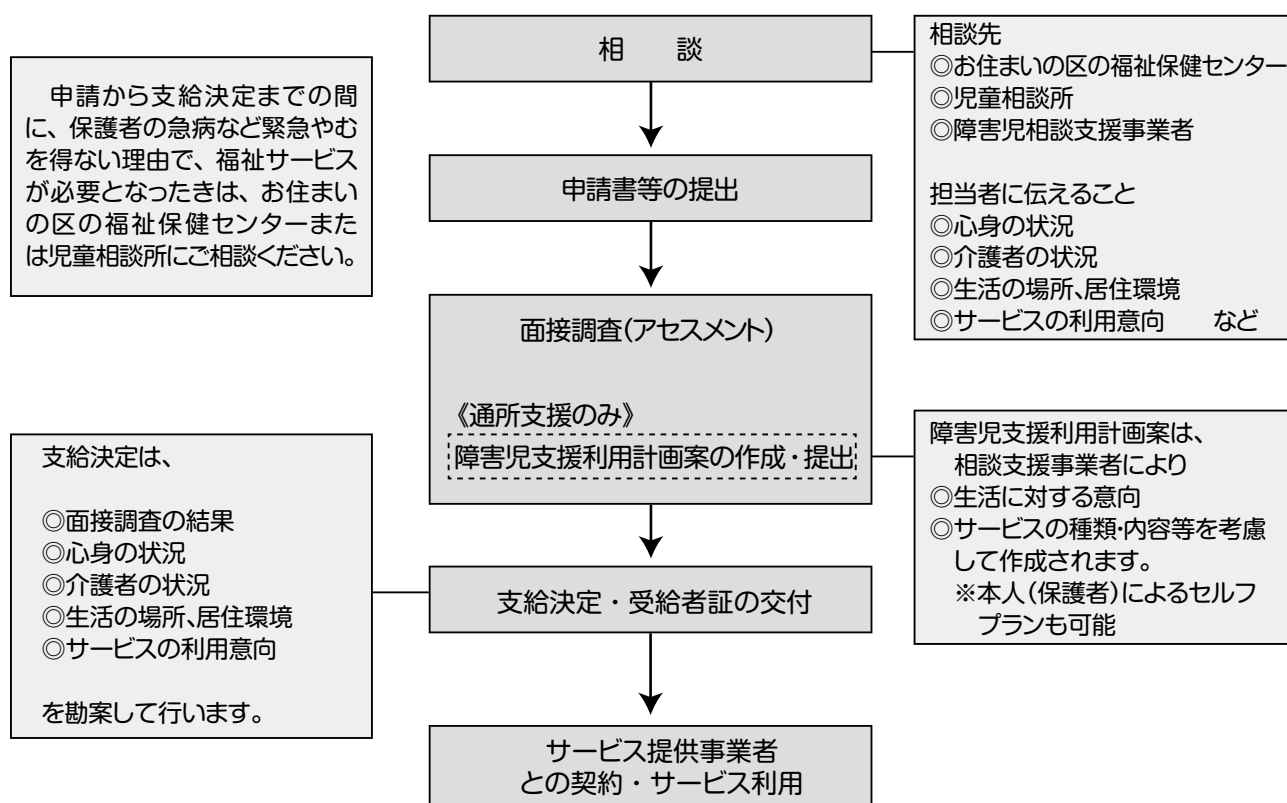 相　　談
相談先
◎お住まいの区の福祉保健センター
◎児童相談所
◎障害児相談支援事業者
担当者に伝えること
◎心身の状況
◎介護者の状況
◎生活の場所、居住環境
◎サービスの利用意向　　など
　申請から支給決定までの間
に、保護者の急病など緊急やむ
を得ない理由で、福祉サービス
が必要となったときは、お住まい
の区の福祉保健センターまた
は児童相談所にご相談ください。
申請書等の提出
面接調査(アセスメント)
《通所支援のみ》
障害児支援利用計画案の作成・提出
障害児支援利用計画案は、
相談支援事業者により
◎生活に対する意向
◎サービスの種類・内容等を考慮
して作成されます。
※本人(保護者)によるセルフ
プランも可能
支給決定は、
◎面接調査の結果
◎心身の状況
◎介護者の状況
◎生活の場所、居住環境
◎サービスの利用意向
を勘案して行います。
支給決定・受給者証の交付
サービス提供事業者
との契約・サービス利用